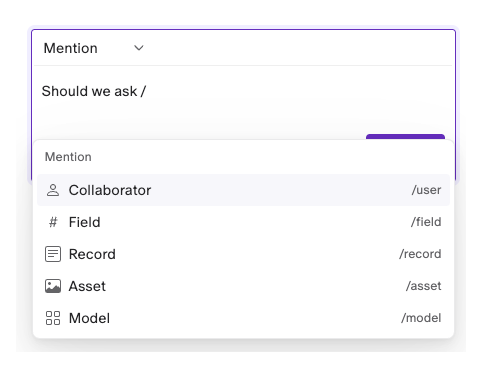 Mention
Should we ask /
Mention
Collaborator /user
# Field /field
Record /record
Asset /asset
Model /model